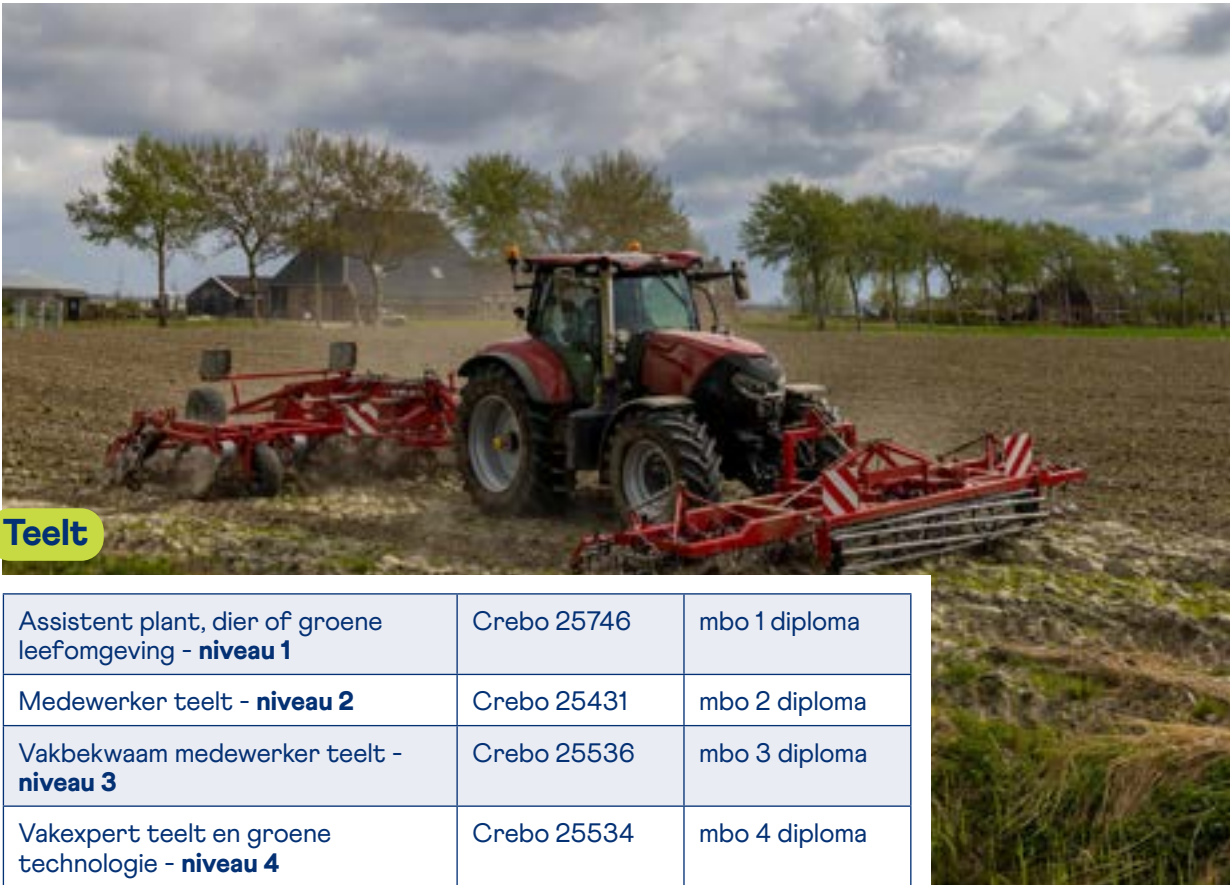 Teelt
Assistent plant, dier of groene
leefomgeving - niveau 1
Crebo 25746
mbo 1 diploma
Medewerker teelt - niveau 2
Crebo 25431
mbo 2 diploma
Vakbekwaam medewerker teelt -
niveau 3
Crebo 25536
mbo 3 diploma
Vakexpert teelt en groene
technologie - niveau 4
Crebo 25534
mbo 4 diploma